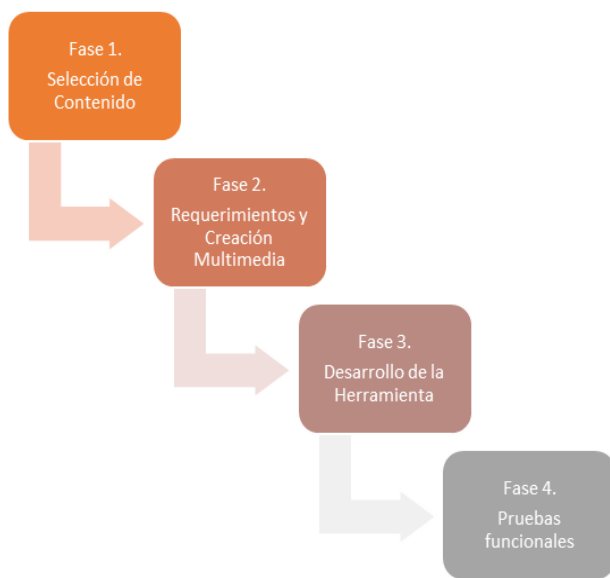 Fase 1.
Selección de
Contenido
Fase 2.
Requerimientos y
Creación
Multimedia
Fase 3.
Desarrollo de la
Herramienta
Fase 4.
Pruebas
funcionales